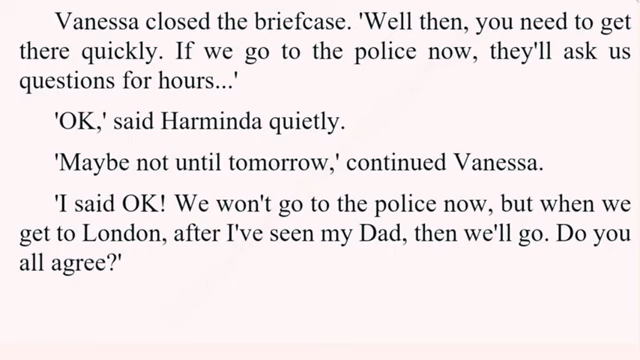 Vanessa closed the briefcase. 'Well then, you need to get
there quickly. If we go to the police now, they'll ask us
questions for hours...'
'OK,' said Harminda quietly.
'Maybe not until tomorrow,' continued Vanessa.
'I said OK! We won't go to the police now, but when we
get to London, after I've seen my Dad, then we'll go. Do you
all agree?'